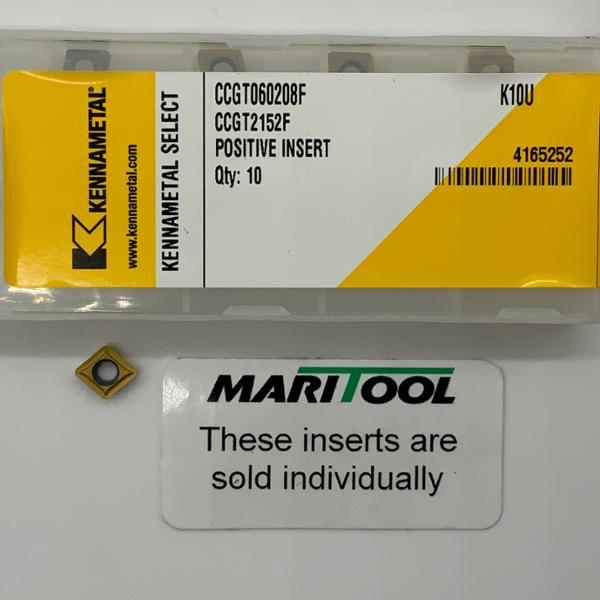 KENNAMETAL®
www.kennametal.com
KENNAMETAL SELECT
CCGT060208F
K10U
CCGT2152F
POSITIVE INSERT
4165252
Qty: 10
MARITOOL
These inserts are
sold individually